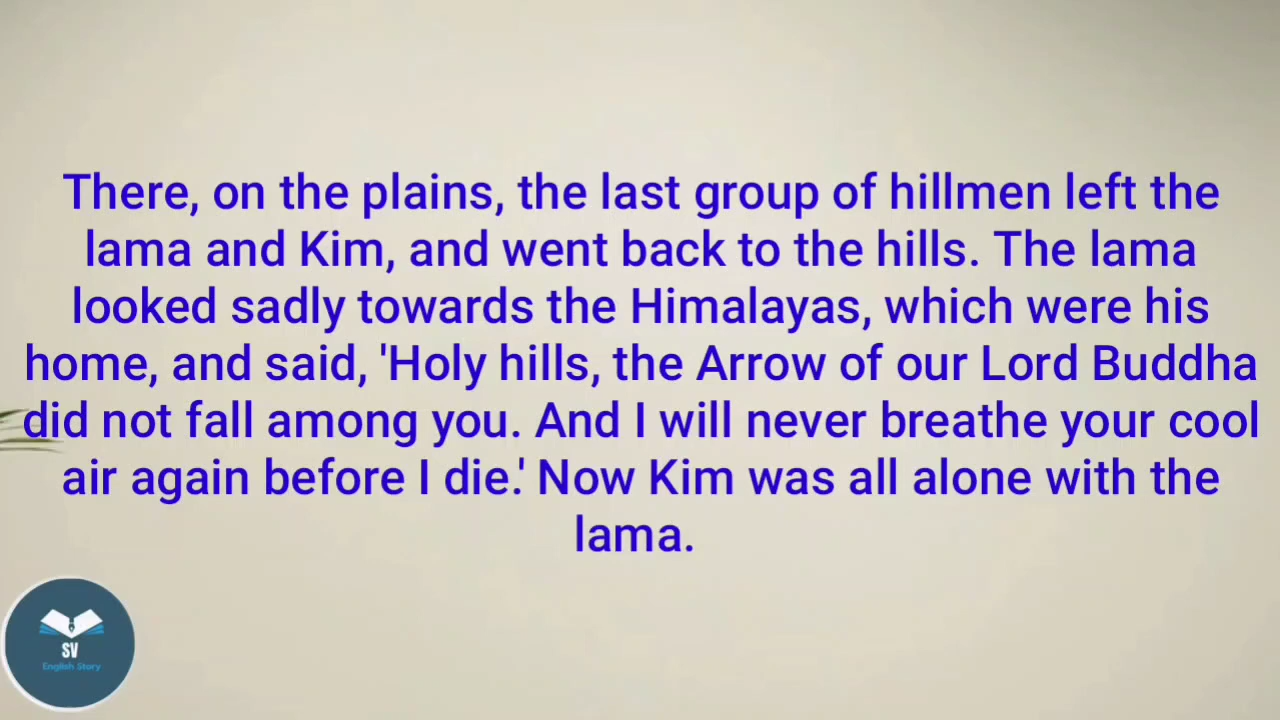 There, on the plains, the last group of hillmen left the
lama and Kim, and went back to the hills. The lama
looked sadly towards the Himalayas, which were his
home, and said, 'Holy hills, the Arrow of our Lord Buddha
did not fall among you. And I will never breathe your cool
air again before I die.' Now Kim was all alone with the
lama.
SV
English Story